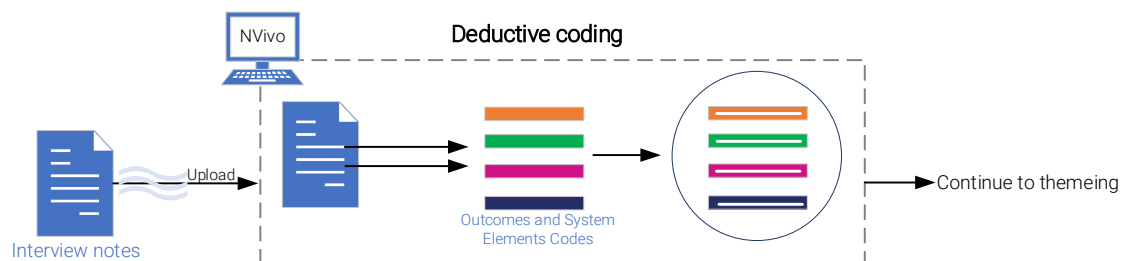 NVivo
Deductive coding
Upload
Interview notes
Outcomes and System
Elements Codes
Continue to themeing